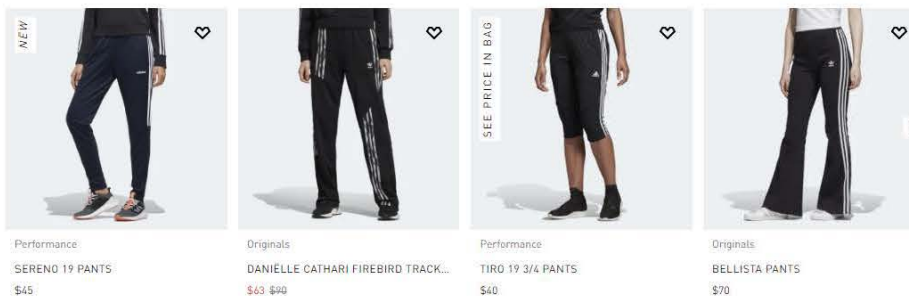 NEW
SEE PRICE IN BAG
Performance
SERENO 19 PANTS
$45
Originals
DANIËLLE CATHARI FIREBIRD TRACK...
$63 $90
Performance
TIRO 19 3/4 PANTS
$40
Originals
BELLISTA PANTS
$70